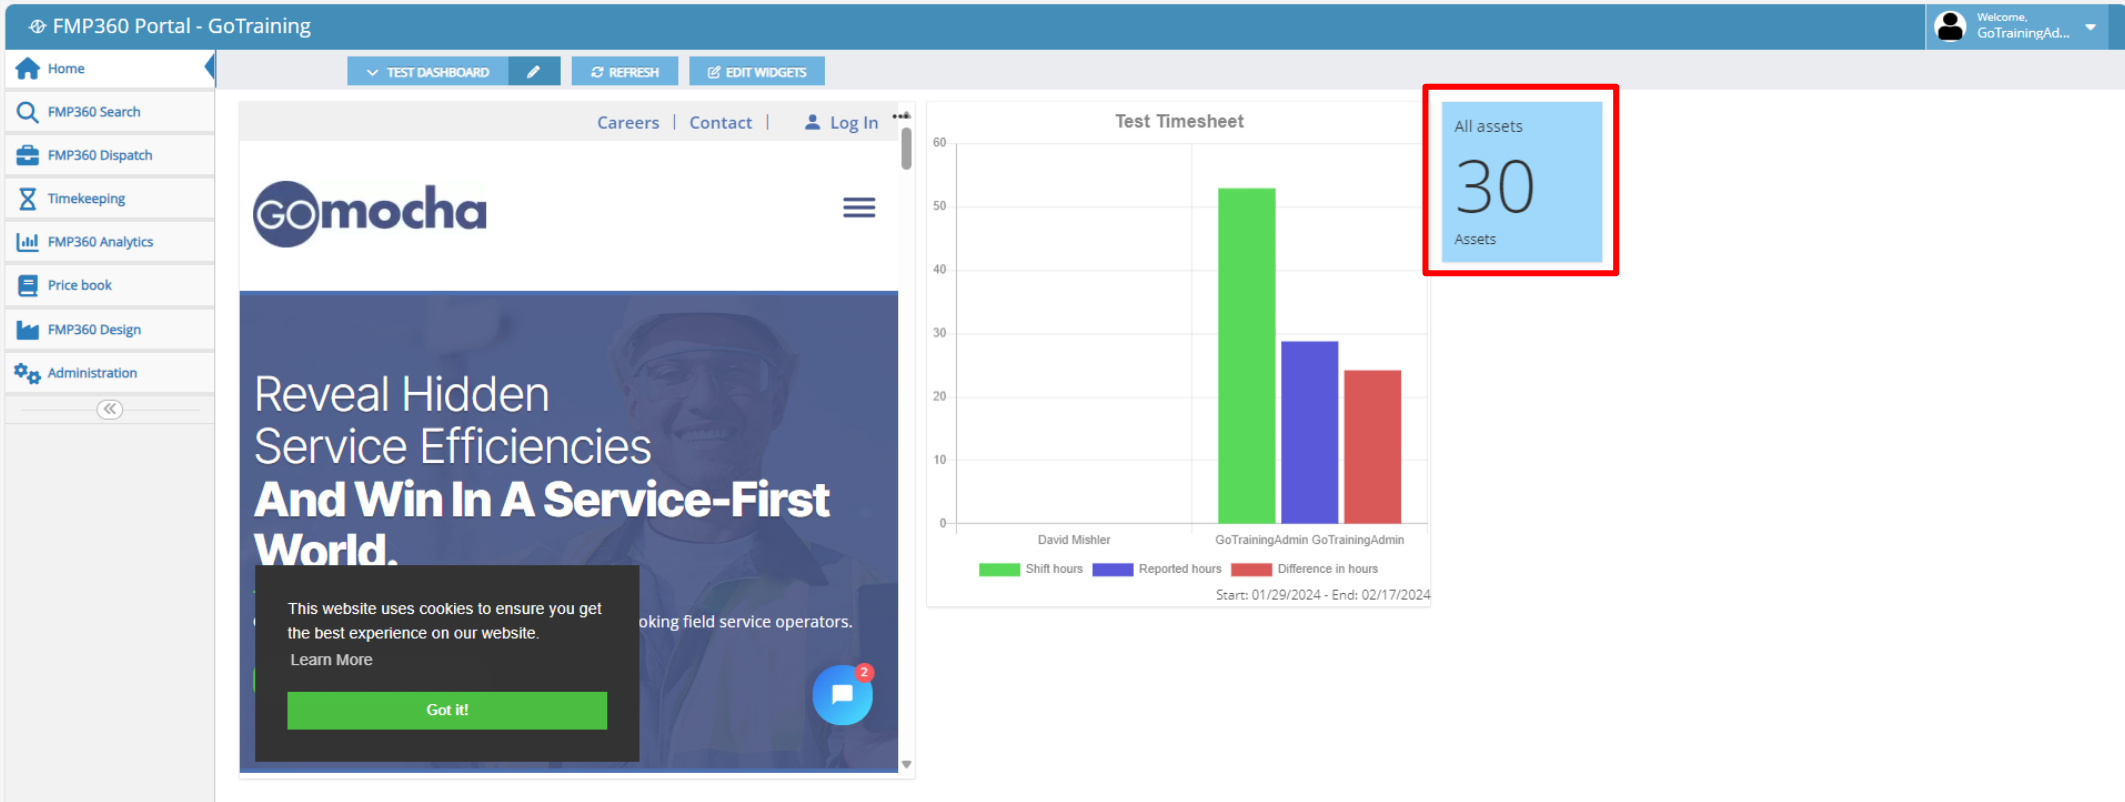 FMP360 Portal - GoTraining
Welcome,
GoTrainingAd...
Home
FMP360 Search
FMP360 Dispatch
Timekeeping
FMP360 Analytics
Price book
FMP360 Design
Administration
TEST DASHBOARD
REFRESH
EDIT WIDGETS
Careers | Contact | Log In
GOmocha
Reveal Hidden
Service Efficiencies
And Win In A Service-First
World.
oking field service operators.
This website uses cookies to ensure you get
the best experience on our website.
Learn More
Got it!
2
Test Timesheet
60
50
40
30
20
10
0
David Mishler
GoTrainingAdmin GoTrainingAdmin
Shift hours Reported hours Difference in hours
Start: 01/29/2024 - End: 02/17/2024
All assets
30
Assets